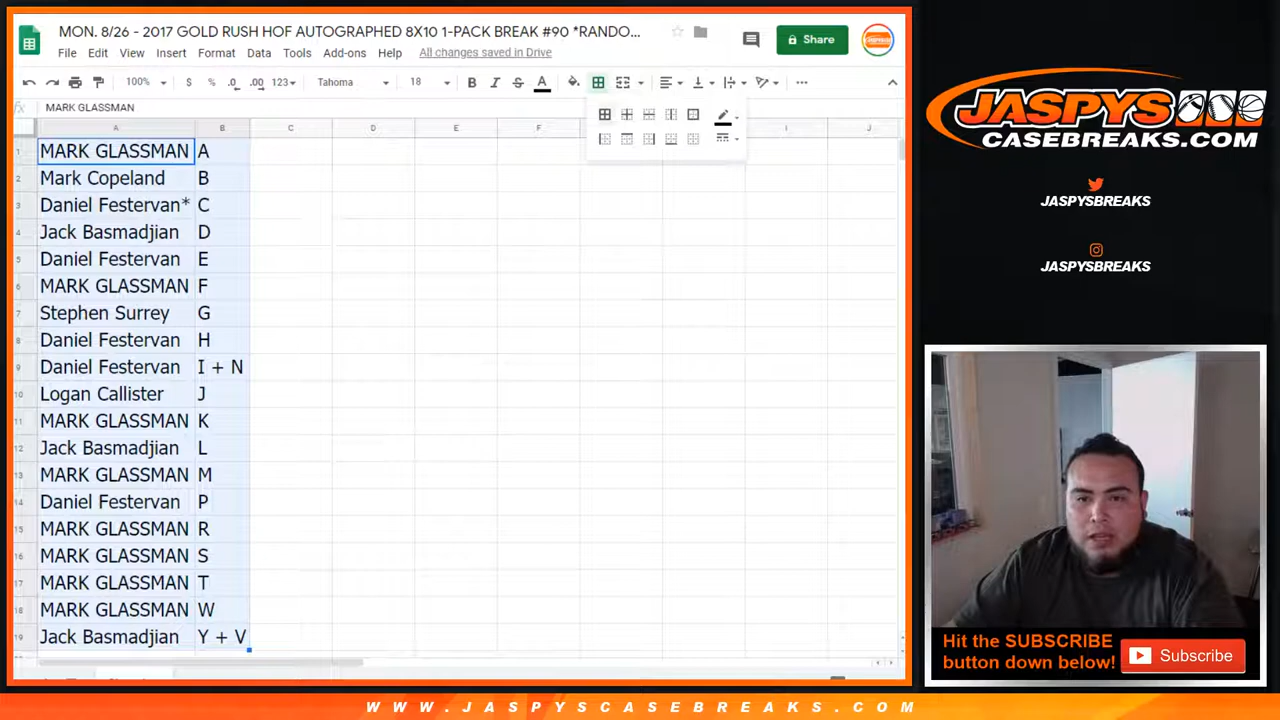 MON. 8/26 - 2017 GOLD RUSH HOF AUTOGRAPHED 8X10 1-PACK BREAK #90 *RANDO...
File Edit View Insert Format Data Tools Add-ons Help All changes saved in Drive
Share
100% $ % .0 .00 123 Tahoma 18 B I S A
fx MARK GLASSMAN
A B C D E F I J
1 MARK GLASSMAN A
2 Mark Copeland B
3 Daniel Festervan* C
4 Jack Basmadjian D
5 Daniel Festervan E
6 MARK GLASSMAN F
7 Stephen Surrey G
8 Daniel Festervan H
9 Daniel Festervan I + N
10 Logan Callister J
11 MARK GLASSMAN K
12 Jack Basmadjian L
13 MARK GLASSMAN M
14 Daniel Festervan P
15 MARK GLASSMAN R
16 MARK GLASSMAN S
17 MARK GLASSMAN T
18 MARK GLASSMAN W
19 Jack Basmadjian Y + V
JASPYS
CASEBREAKS.COM
JASPYSBREAKS
JASPYSBREAKS
Hit the SUBSCRIBE
button down below!
Subscribe
WWW.JASPYSCASEBREAKS.COM